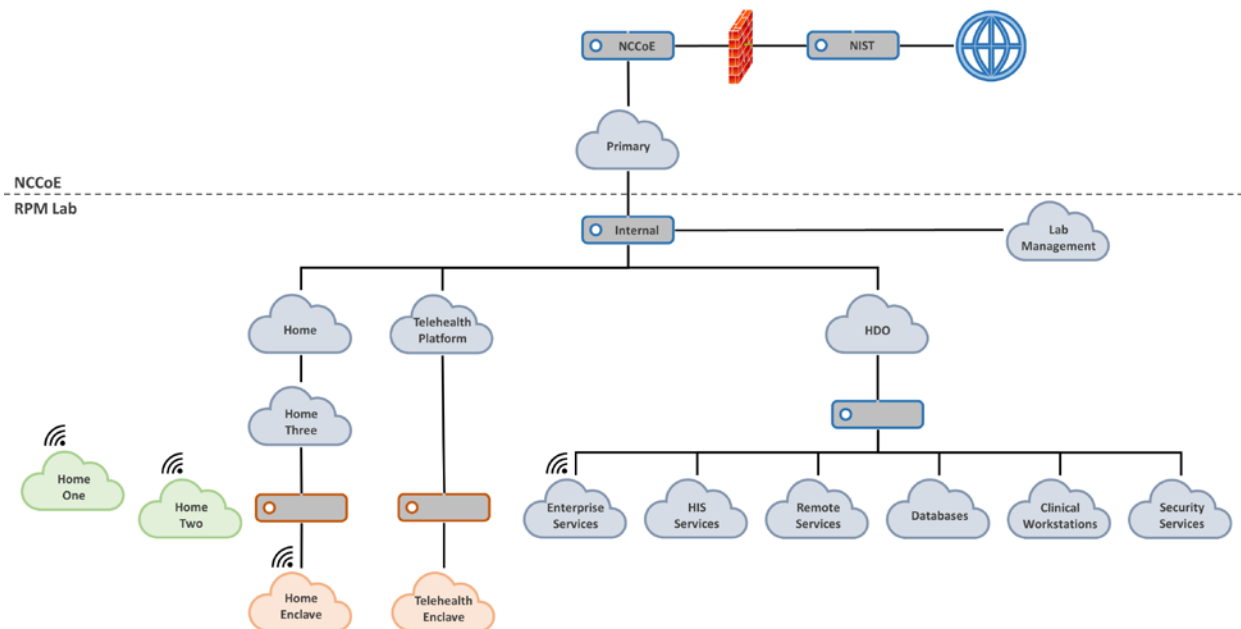 NCCoE
NIST
Primary
NCCoE
RPM Lab
Internal
Lab
Management
Home
Telehealth
Platform
HDO
Home
Three
Home
One
Home
Two
Enterprise
Services
HIS
Services
Remote
Services
Databases
Clinical
Workstations
Security
Services
Home
Enclave
Telehealth
Enclave